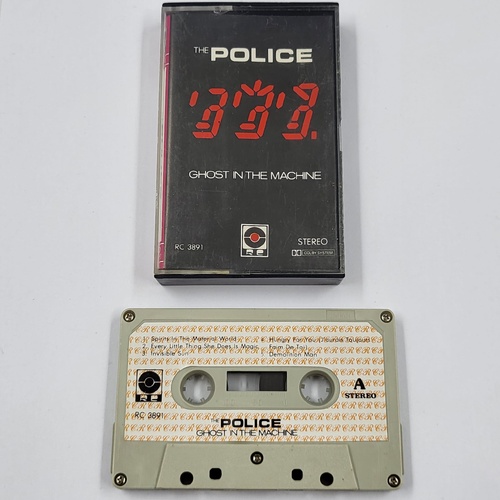 THE POLICE
GHOST IN THE MACHINE
RC 3891
STEREO
DOLBY SYSTEM
1. Spirits In The Material World
2. Every Little Thing She Does Is Magic
3. Invisible Sun
4. Hungry For You (J'aurais Toujours
Faim De Toi)
Demolition Man
A
STEREO
RC 3891
THE POLICE
GHOST IN THE MACHINE